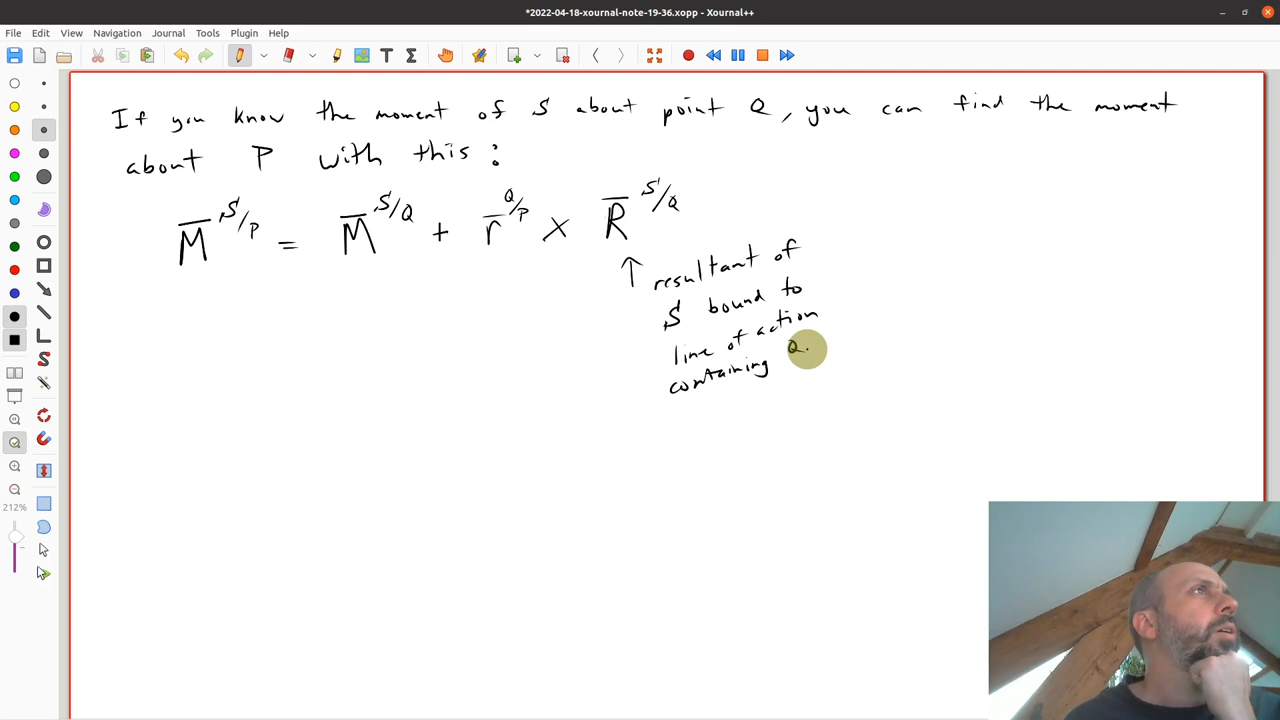 *2022-04-18-xournal-note-19-36.xopp - Xournal++
File Edit View Navigation Journal Tools Plugin Help
If you know the moment of S about point Q, you can find the moment
about P with this:
M̅^S/P = M̅^S/Q + r̅^Q/P × R̅^S/Q
↑ resultant of
S bound to
line of action
containing Q.
212%